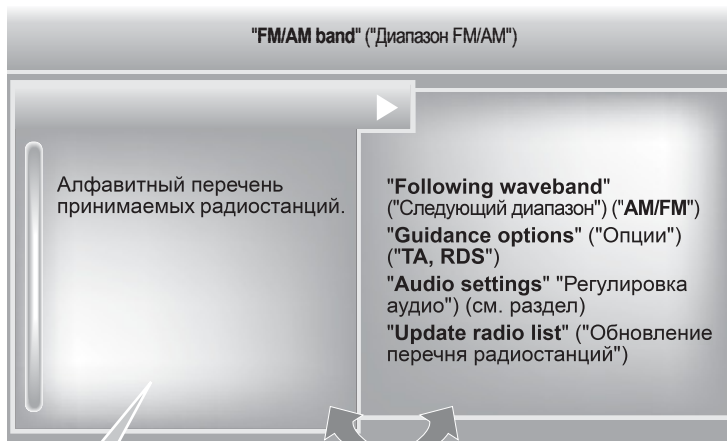 "FM/AM band" ("Диапазон FM/AM")
Алфавитный перечень
принимаемых радиостанций.
"Following waveband"
("Следующий диапазон") ("AM/FM")
"Guidance options" ("Опции")
("TA, RDS")
"Audio settings" "Регулировка
аудио") (см. раздел)
"Update radio list" ("Обновление
перечня радиостанций")